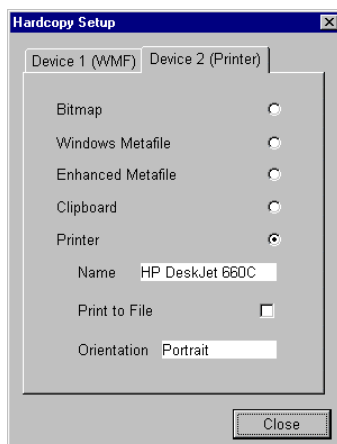 Hardcopy Setup
Device 1 (WMF) Device 2 (Printer)
Bitmap
Windows Metafile
Enhanced Metafile
Clipboard
Printer
Name HP DeskJet 660C
Print to File
Orientation Portrait
Close